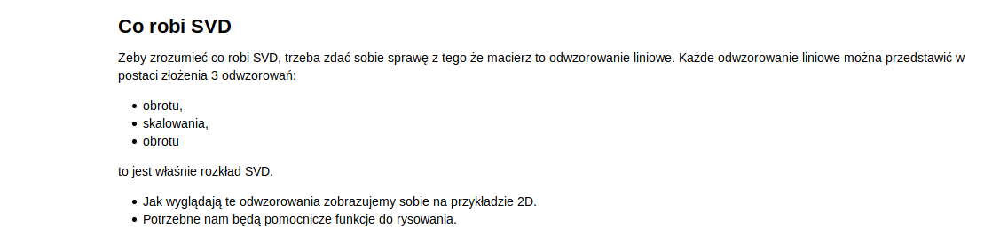 Co robi SVD
Żeby zrozumieć co robi SVD, trzeba zdać sobie sprawę z tego że macierz to odwzorowanie liniowe. Każde odwzorowanie liniowe można przedstawić w
postaci złożenia 3 odwzorowań:
• obrotu,
• skalowania,
• obrotu
to jest właśnie rozkład SVD.
• Jak wyglądają te odwzorowania zobrazujemy sobie na przykładzie 2D.
• Potrzebne nam będą pomocnicze funkcje do rysowania.